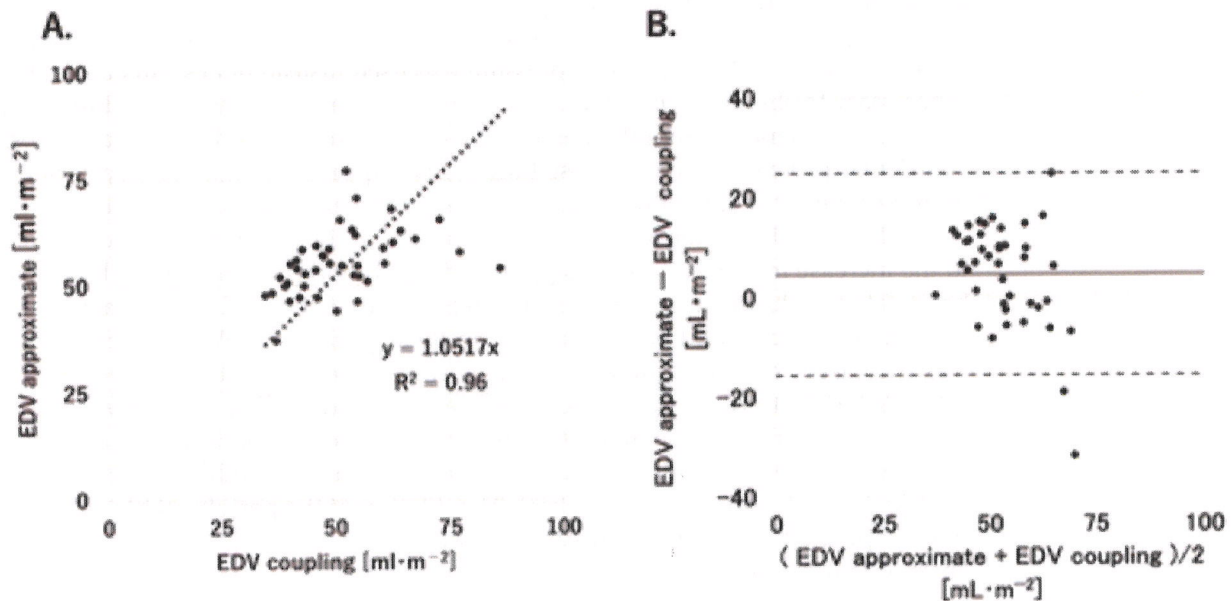 A.
EDV approximate [ml·m⁻²]
100
75
50
25
0
y = 1.0517x
R² = 0.96
0
25
50
75
100
EDV coupling [ml·m⁻²]
B.
EDV approximate − EDV coupling
[mL·m⁻²]
40
20
0
−20
−40
0
25
50
75
100
( EDV approximate + EDV coupling )/2
[mL·m⁻²]